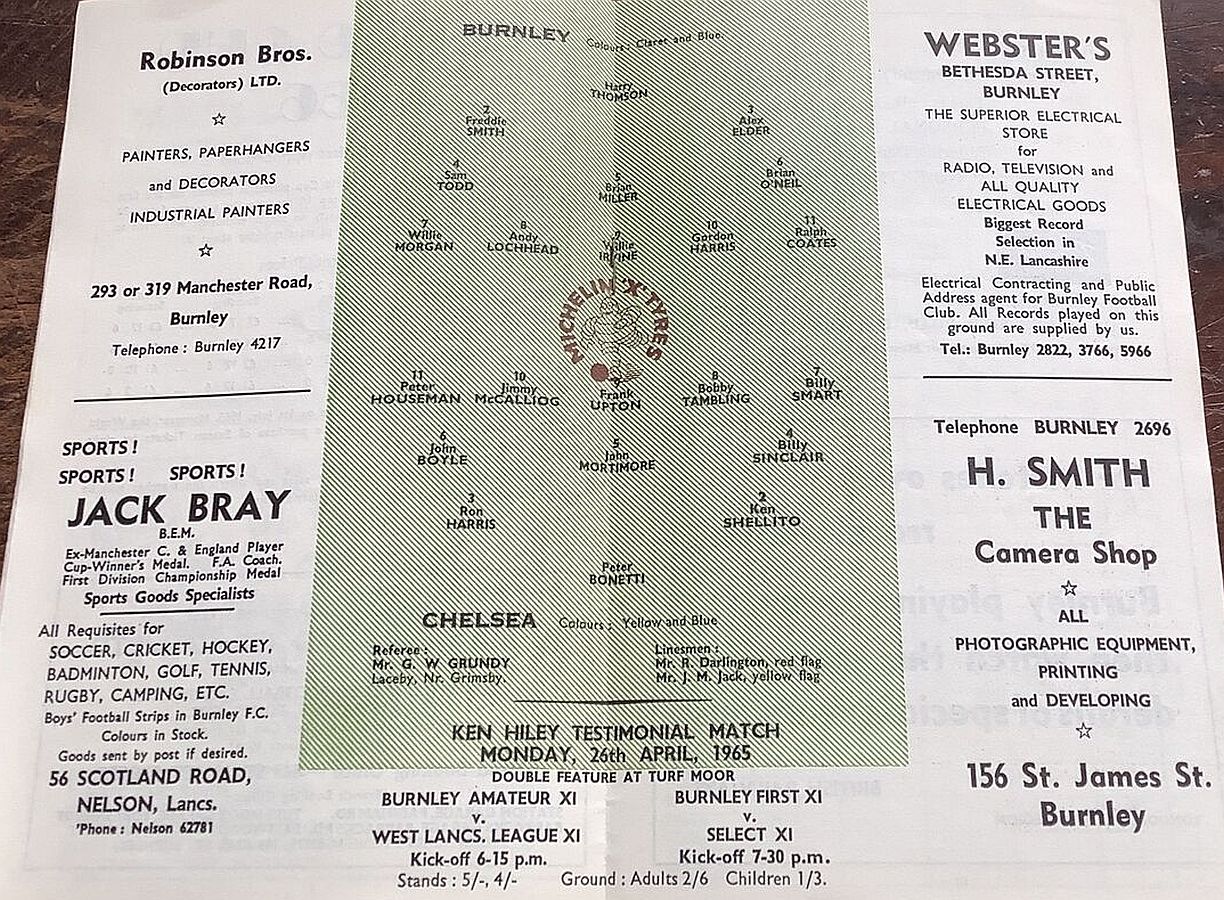 Robinson Bros.
(Decorators) LTD.
☆
PAINTERS, PAPERHANGERS
and DECORATORS
INDUSTRIAL PAINTERS
☆
293 or 319 Manchester Road,
Burnley
Telephone : Burnley 4217
SPORTS !
SPORTS ! SPORTS !
JACK BRAY
B.E.M.
Ex-Manchester C. & England Player
Cup-Winner's Medal. F.A. Coach.
First Division Championship Medal
Sports Goods Specialists
All Requisites for
SOCCER, CRICKET, HOCKEY,
BADMINTON, GOLF, TENNIS,
RUGBY, CAMPING, ETC.
Boys' Football Strips in Burnley F.C.
Colours in Stock.
Goods sent by post if desired.
56 SCOTLAND ROAD,
NELSON, Lancs.
'Phone : Nelson 62781
BURNLEY Colours : Claret and Blue.
Harry
THOMSON
2 3
Freddie Alex
SMITH ELDER
4 5 6
Sam Brian Brian
TODD MILLER O'NEIL
7 8 9 10 11
Willie Andy Willie Gordon Ralph
MORGAN LOCHHEAD IRVINE HARRIS COATES
MICHELIN 'X' TYRES
11 10 9 8 7
Peter Jimmy Frank Bobby Billy
HOUSEMAN McCALLIOG UPTON TAMBLING SMART
6 5 4
John John Billy
BOYLE MORTIMORE SINCLAIR
3 2
Ron Ken
HARRIS SHELLITO
Peter
BONETTI
CHELSEA Colours : Yellow and Blue
Referee : Linesmen :
Mr. G. W. GRUNDY Mr. R. Darlington, red flag
Laceby, Nr. Grimsby. Mr. J. M. Jack, yellow flag
KEN HILEY TESTIMONIAL MATCH
MONDAY, 26th APRIL, 1965
DOUBLE FEATURE AT TURF MOOR
BURNLEY AMATEUR XI BURNLEY FIRST XI
v. v.
WEST LANCS. LEAGUE XI SELECT XI
Kick-off 6-15 p.m. Kick-off 7-30 p.m.
Stands : 5/-, 4/- Ground : Adults 2/6 Children 1/3.
WEBSTER'S
BETHESDA STREET,
BURNLEY
THE SUPERIOR ELECTRICAL
STORE
for
RADIO, TELEVISION and
ALL QUALITY
ELECTRICAL GOODS
Biggest Record
Selection in
N.E. Lancashire
Electrical Contracting and Public
Address agent for Burnley Football
Club. All Records played on this
ground are supplied by us.
Tel.: Burnley 2822, 3766, 5966
Telephone BURNLEY 2696
H. SMITH
THE
Camera Shop
☆
ALL
PHOTOGRAPHIC EQUIPMENT,
PRINTING
and DEVELOPING
☆
156 St. James St.
Burnley